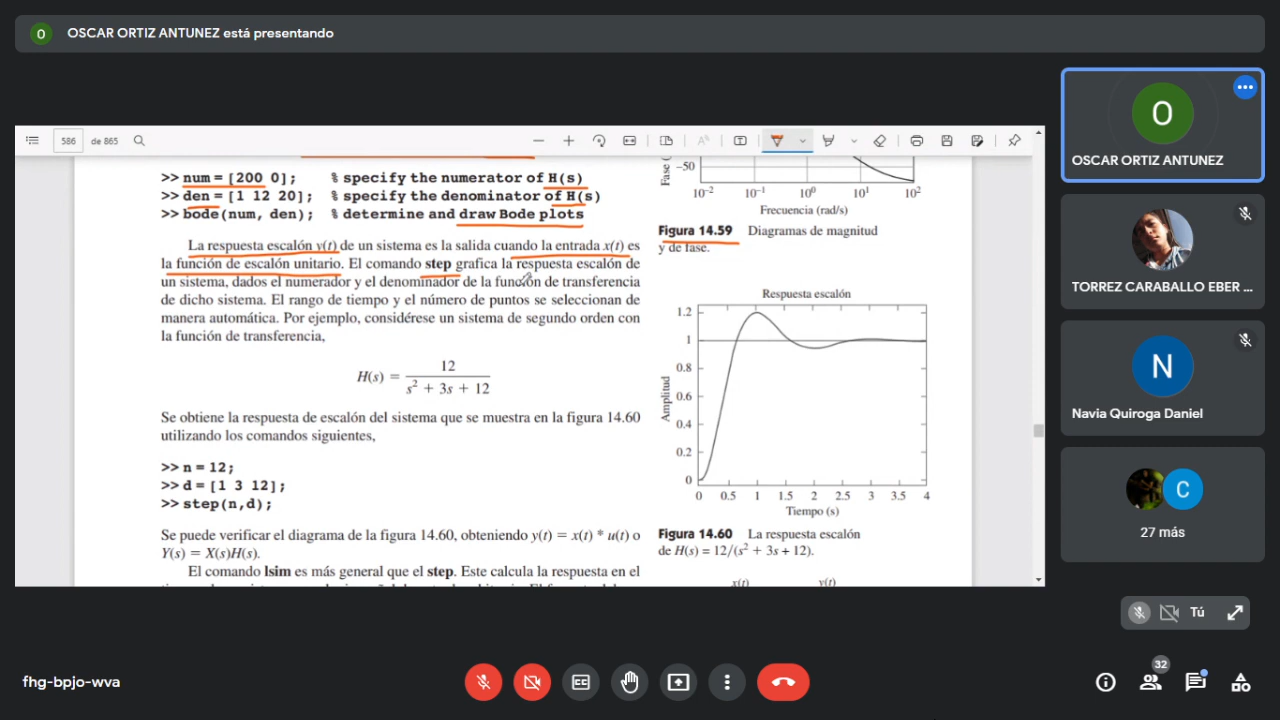 O OSCAR ORTIZ ANTUNEZ está presentando
586 de 865
>> num = [200 0]; % specify the numerator of H(s)
>> den = [1 12 20]; % specify the denominator of H(s)
>> bode(num, den); % determine and draw Bode plots
La respuesta escalón y(t) de un sistema es la salida cuando la entrada x(t) es
la función de escalón unitario. El comando step grafica la respuesta escalón de
un sistema, dados el numerador y el denominador de la función de transferencia
de dicho sistema. El rango de tiempo y el número de puntos se seleccionan de
manera automática. Por ejemplo, considérese un sistema de segundo orden con
la función de transferencia,
H(s) = 12 / (s² + 3s + 12)
Se obtiene la respuesta de escalón del sistema que se muestra en la figura 14.60
utilizando los comandos siguientes,
>> n = 12;
>> d = [1 3 12];
>> step(n,d);
Se puede verificar el diagrama de la figura 14.60, obteniendo y(t) = x(t) * u(t) o
Y(s) = X(s)H(s).
El comando lsim es más general que el step. Este calcula la respuesta en el
Fase (
−50
10⁻² 10⁻¹ 10⁰ 10¹ 10²
Frecuencia (rad/s)
Figura 14.59 Diagramas de magnitud
y de fase.
Respuesta escalón
Amplitud
1.2
1
0.8
0.6
0.4
0.2
0
0 0.5 1 1.5 2 2.5 3 3.5 4
Tiempo (s)
Figura 14.60 La respuesta escalón
de H(s) = 12/(s² + 3s + 12).
x(t) y(t)
O
OSCAR ORTIZ ANTUNEZ
TORREZ CARABALLO EBER ...
N
Navia Quiroga Daniel
C
27 más
Tú
fhg-bpjo-wva
32